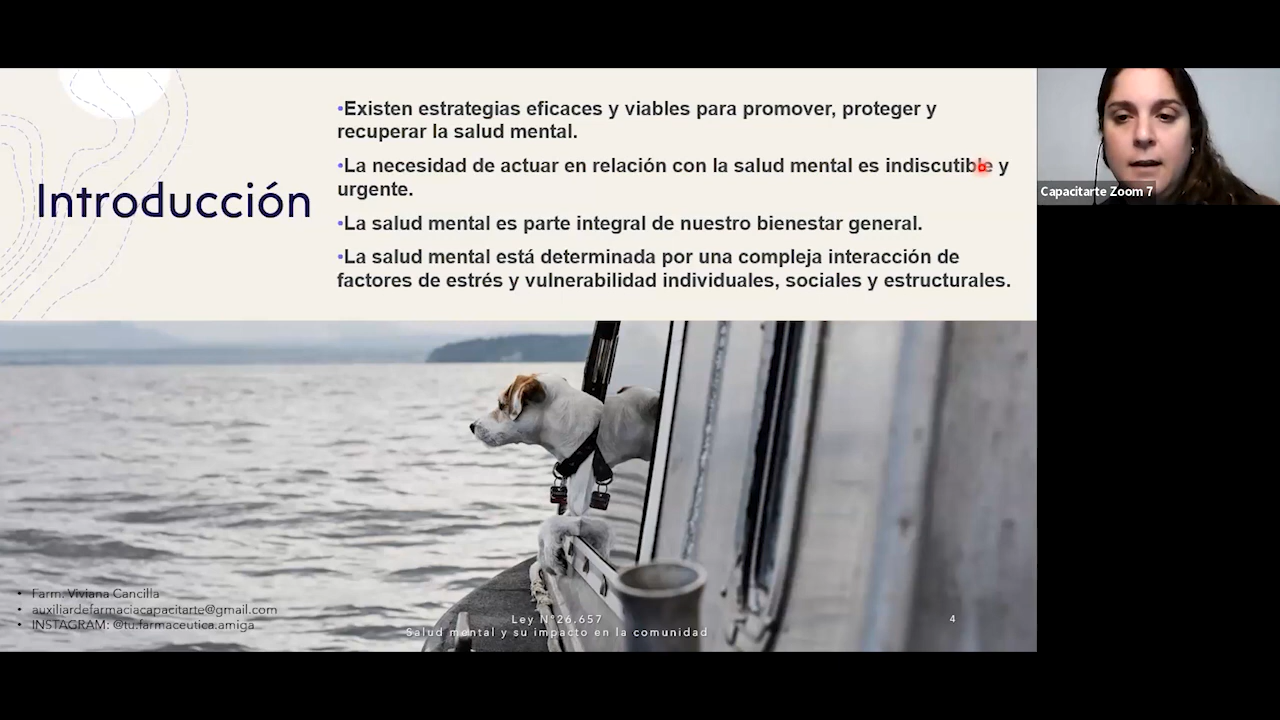 Introducción
•Existen estrategias eficaces y viables para promover, proteger y
recuperar la salud mental.
•La necesidad de actuar en relación con la salud mental es indiscutible y
urgente.
•La salud mental es parte integral de nuestro bienestar general.
•La salud mental está determinada por una compleja interacción de
factores de estrés y vulnerabilidad individuales, sociales y estructurales.
Capacitarte Zoom 7
• Farm. Viviana Cancilla
• auxiliardefarmaciacapacitarte@gmail.com
• INSTAGRAM: @tu.farmaceutica.amiga
Ley N°26.657
Salud mental y su impacto en la comunidad
4